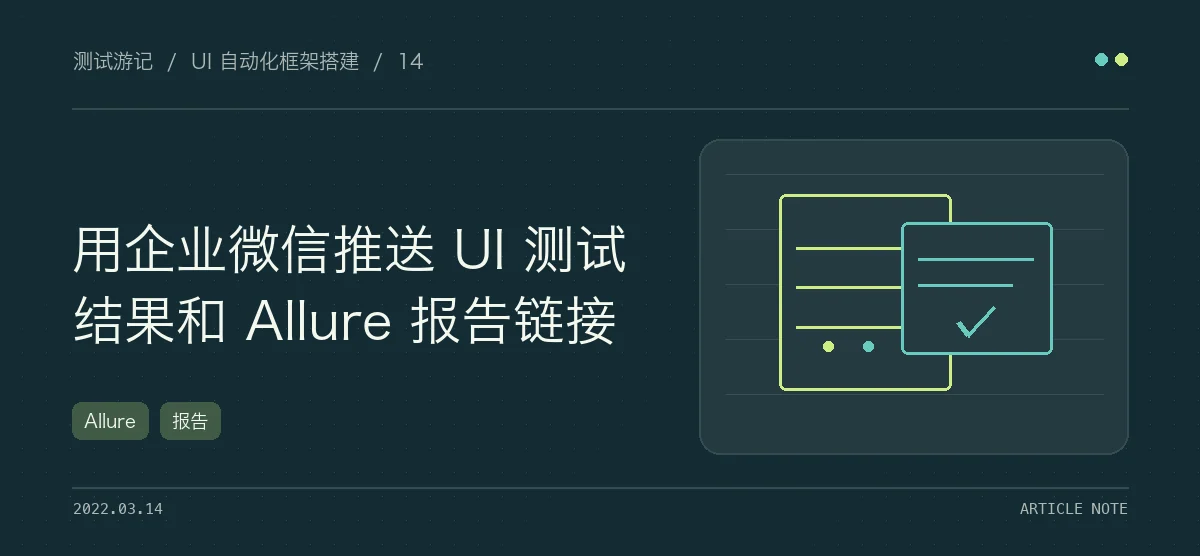 测试游记 / UI 自动化框架搭建 / 14
用企业微信推送 UI 测试
结果和 Allure 报告链接
Allure 报告
2022.03.14
ARTICLE NOTE